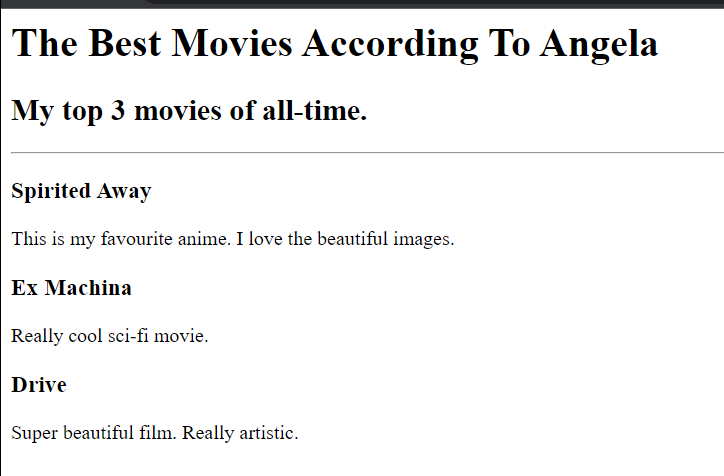 The Best Movies According To Angela
My top 3 movies of all-time.
Spirited Away
This is my favourite anime. I love the beautiful images.
Ex Machina
Really cool sci-fi movie.
Drive
Super beautiful film. Really artistic.